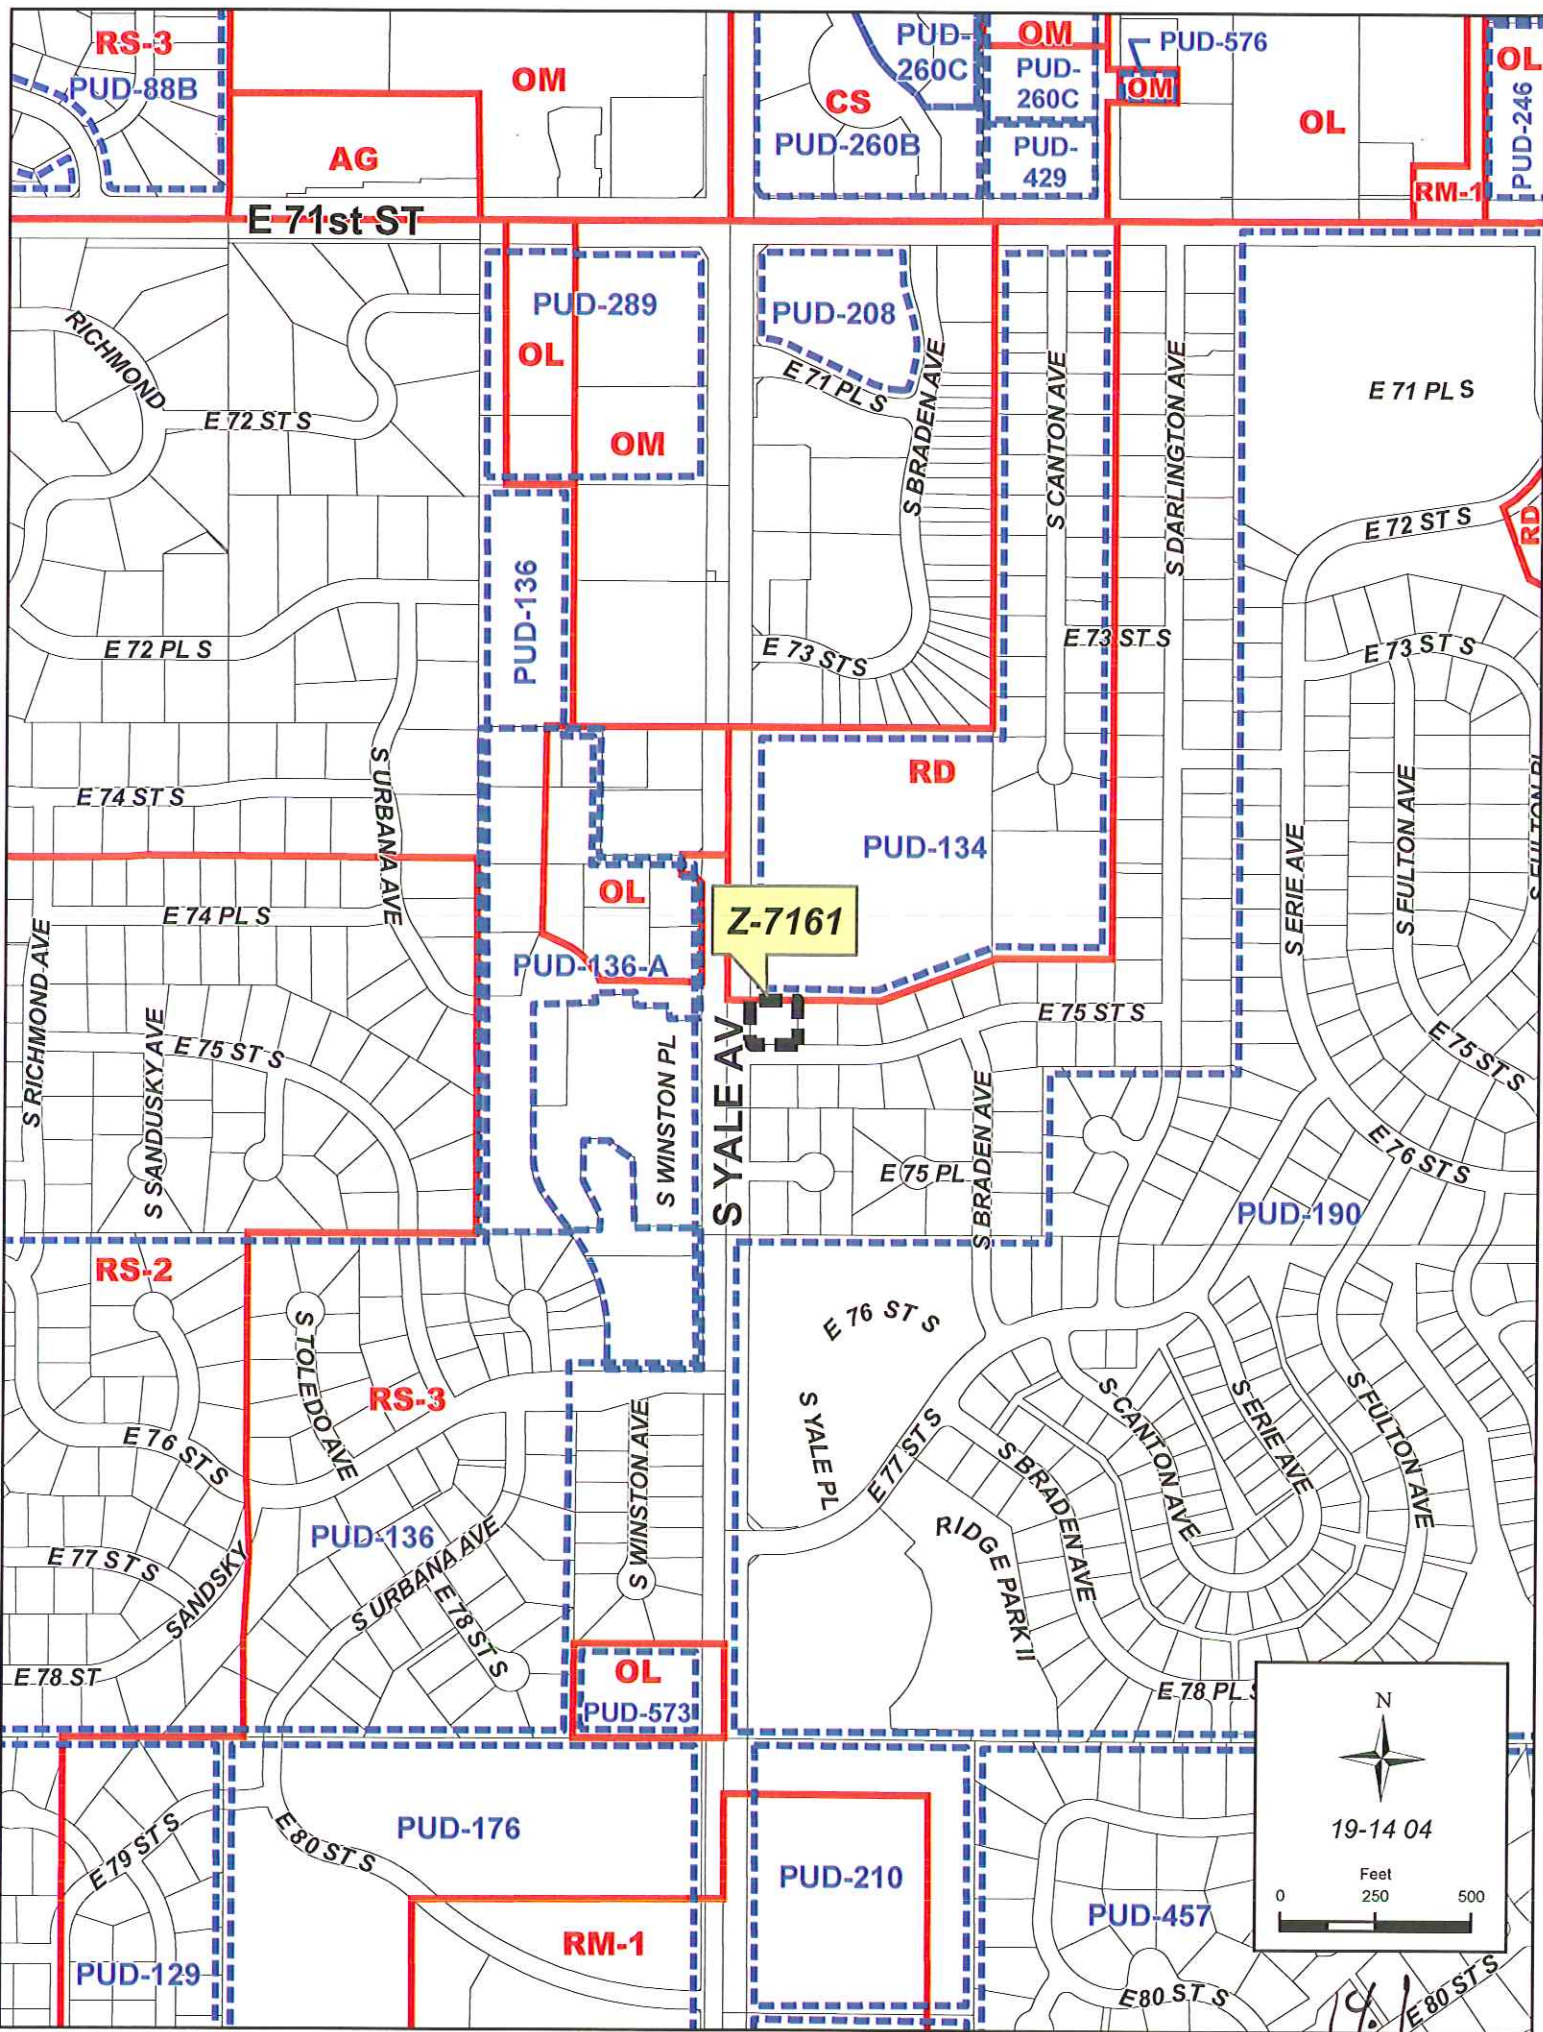 RS-3
PUD-88B
OM
AG
PUD-
260C
CS
PUD-260B
OM
PUD-
260C
PUD-
429
PUD-576
OM
OL
RM-1
OL
PUD-246
E 71st ST
RICHMOND
E 72 ST S
PUD-289
OL
OM
PUD-208
E 71 PL S
S BRADEN AVE
S CANTON AVE
S DARLINGTON AVE
E 71 PL S
E 72 ST S
RD
PUD-136
E 72 PL S
E 73 ST S
E 73 ST S
E 73 ST S
S URBANA AVE
E 74 ST S
RD
PUD-134
S ERIE AVE
S FULTON AVE
OL
E 74 PL S
Z-7161
PUD-136-A
S RICHMOND AVE
S SANDUSKY AVE
E 75 ST S
S WINSTON PL
S YALE AV
E 75 ST S
E 75 ST S
S BRADEN AVE
E 75 PL
E 76 ST S
PUD-190
RS-2
S TOLEDO AVE
RS-3
E 76 ST S
E 76 ST S
S YALE PL
E 77 ST S
S WINSTON AVE
S CANTON AVE
S ERIE AVE
S FULTON AVE
S BRADEN AVE
RIDGE PARK II
PUD-136
E 77 ST S
SANDSKY
S URBANA AVE
E 78 ST S
E 78 ST
OL
PUD-573
E 78 PL S
N
19-14 04
Feet
0 250 500
PUD-176
E 79 ST S
E 80 ST S
PUD-210
PUD-457
RM-1
PUD-129
E 80 ST S
E 80 ST S